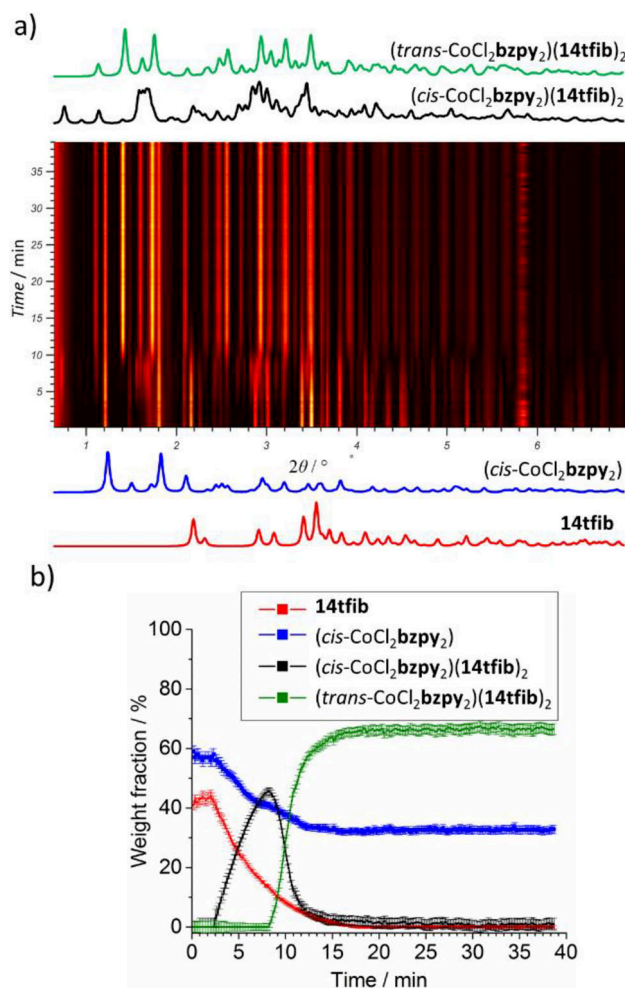 a)
(trans-CoCl₂bzpy₂)(14tfib)₂
(cis-CoCl₂bzpy₂)(14tfib)₂
Time / min
35
30
25
20
15
10
5
1 2 3 4 5 6
2θ / °
(cis-CoCl₂bzpy₂)
14tfib
b)
14tfib
(cis-CoCl₂bzpy₂)
(cis-CoCl₂bzpy₂)(14tfib)₂
(trans-CoCl₂bzpy₂)(14tfib)₂
Weight fraction / %
100
80
60
40
20
0
0 5 10 15 20 25 30 35 40
Time / min